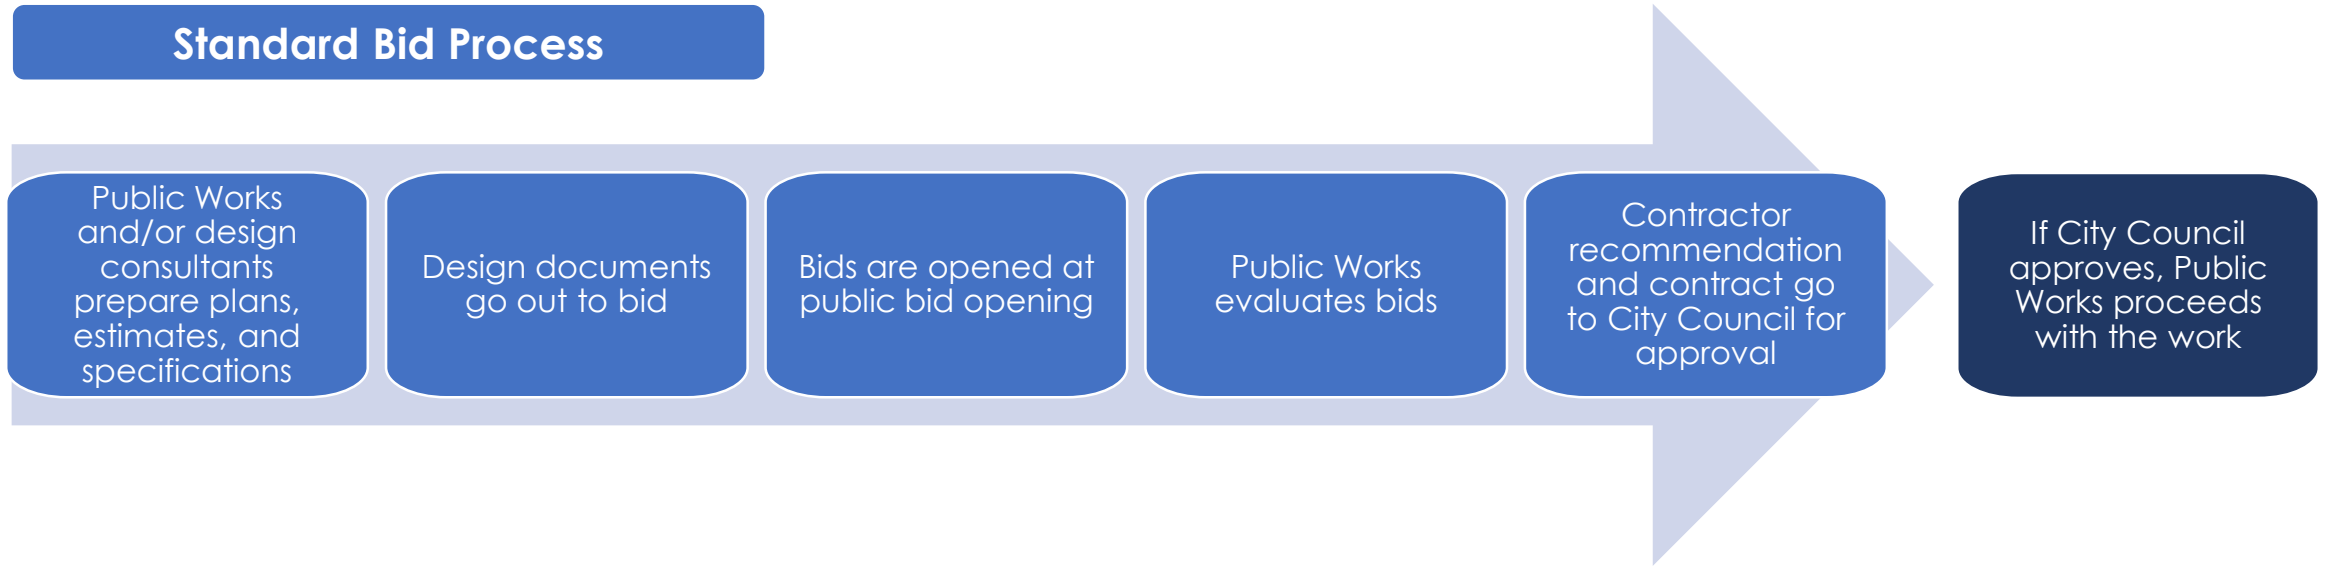 Standard Bid Process
Public Works
and/or design
consultants
prepare plans,
estimates, and
specifications
Design documents
go out to bid
Bids are opened at
public bid opening
Public Works
evaluates bids
Contractor
recommendation
and contract go
to City Council for
approval
If City Council
approves, Public
Works proceeds
with the work